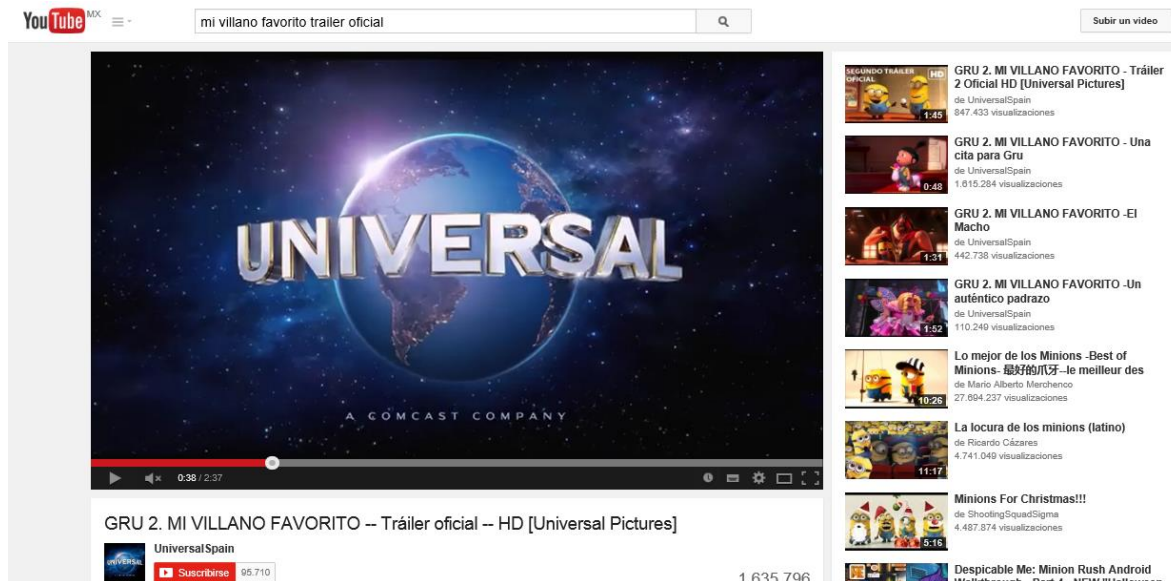 YouTube MX
mi villano favorito trailer oficial
Subir un video
UNIVERSAL
A COMCAST COMPANY
0:38 / 2:37
GRU 2. MI VILLANO FAVORITO -- Tráiler oficial -- HD [Universal Pictures]
UNIVERSAL
UniversalSpain
Suscribirse 95.710
1.635.796
SEGUNDO TRÁILER
OFICIAL
HD
1:45
GRU 2. MI VILLANO FAVORITO - Tráiler
2 Oficial HD [Universal Pictures]
de UniversalSpain
847.433 visualizaciones
0:48
GRU 2. MI VILLANO FAVORITO - Una
cita para Gru
de UniversalSpain
1.615.284 visualizaciones
1:31
GRU 2. MI VILLANO FAVORITO -El
Macho
de UniversalSpain
442.738 visualizaciones
1:52
GRU 2. MI VILLANO FAVORITO -Un
auténtico padrazo
de UniversalSpain
110.249 visualizaciones
10:26
Lo mejor de los Minions -Best of
Minions- 最好的爪牙--le meilleur des
de Mario Alberto Merchenco
27.694.237 visualizaciones
11:17
La locura de los minions (latino)
de Ricardo Cázares
4.741.049 visualizaciones
5:16
Minions For Christmas!!!
de ShootingSquadSigma
4.487.874 visualizaciones
Despicable Me: Minion Rush Android
Walkthrough - Part 4 - NEW "Halloween